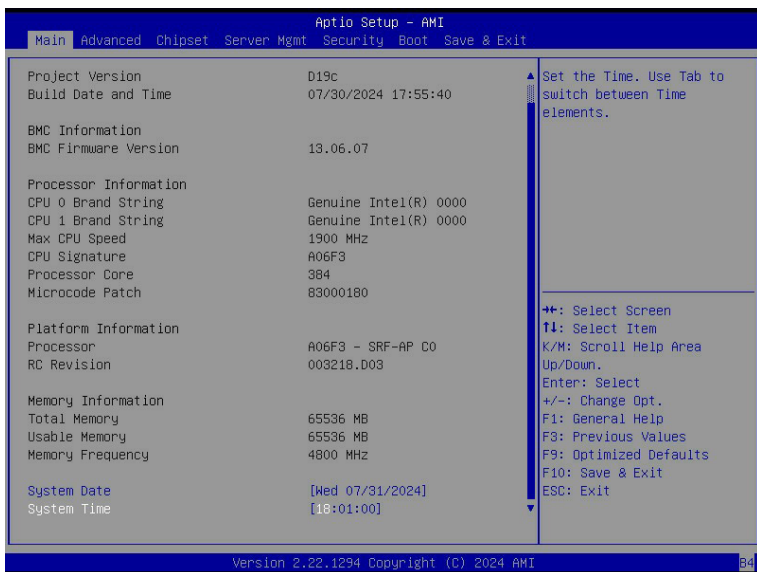 Aptio Setup - AMI
Main Advanced Chipset Server Mgmt Security Boot Save & Exit
Project Version D19c
Build Date and Time 07/30/2024 17:55:40
BMC Information
BMC Firmware Version 13.06.07
Processor Information
CPU 0 Brand String Genuine Intel(R) 0000
CPU 1 Brand String Genuine Intel(R) 0000
Max CPU Speed 1900 MHz
CPU Signature A06F3
Processor Core 384
Microcode Patch 83000180
Platform Information
Processor A06F3 - SRF-AP C0
RC Revision 003218.D03
Memory Information
Total Memory 65536 MB
Usable Memory 65536 MB
Memory Frequency 4800 MHz
System Date [Wed 07/31/2024]
System Time [18:01:00]
Set the Time. Use Tab to
switch between Time
elements.
→←: Select Screen
↑↓: Select Item
K/M: Scroll Help Area
Up/Down.
Enter: Select
+/-: Change Opt.
F1: General Help
F3: Previous Values
F9: Optimized Defaults
F10: Save & Exit
ESC: Exit
Version 2.22.1294 Copyright (C) 2024 AMI
B4